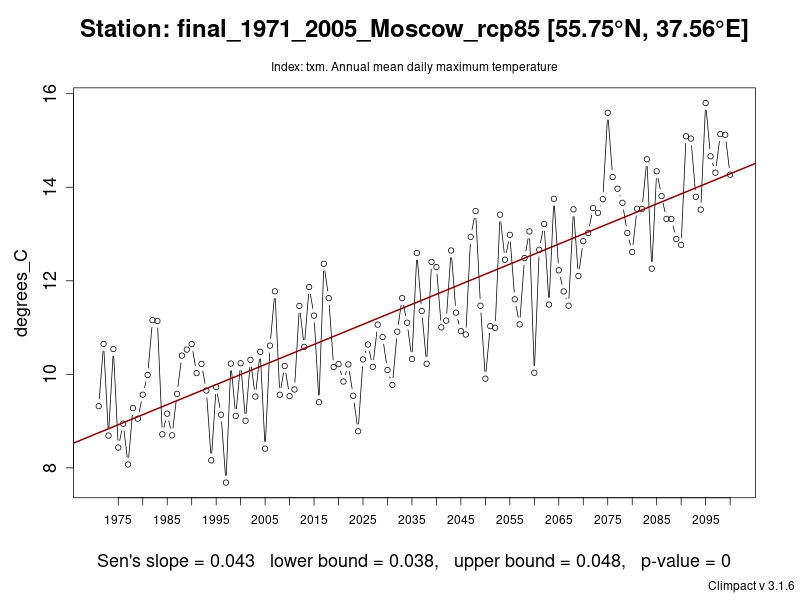 Station: final_1971_2005_Moscow_rcp85 [55.75°N, 37.56°E]
Index: txm. Annual mean daily maximum temperature
degrees_C
16
14
12
10
8
1975 1985 1995 2005 2015 2025 2035 2045 2055 2065 2075 2085 2095
Sen's slope = 0.043 lower bound = 0.038, upper bound = 0.048, p-value = 0
Climpact v 3.1.6